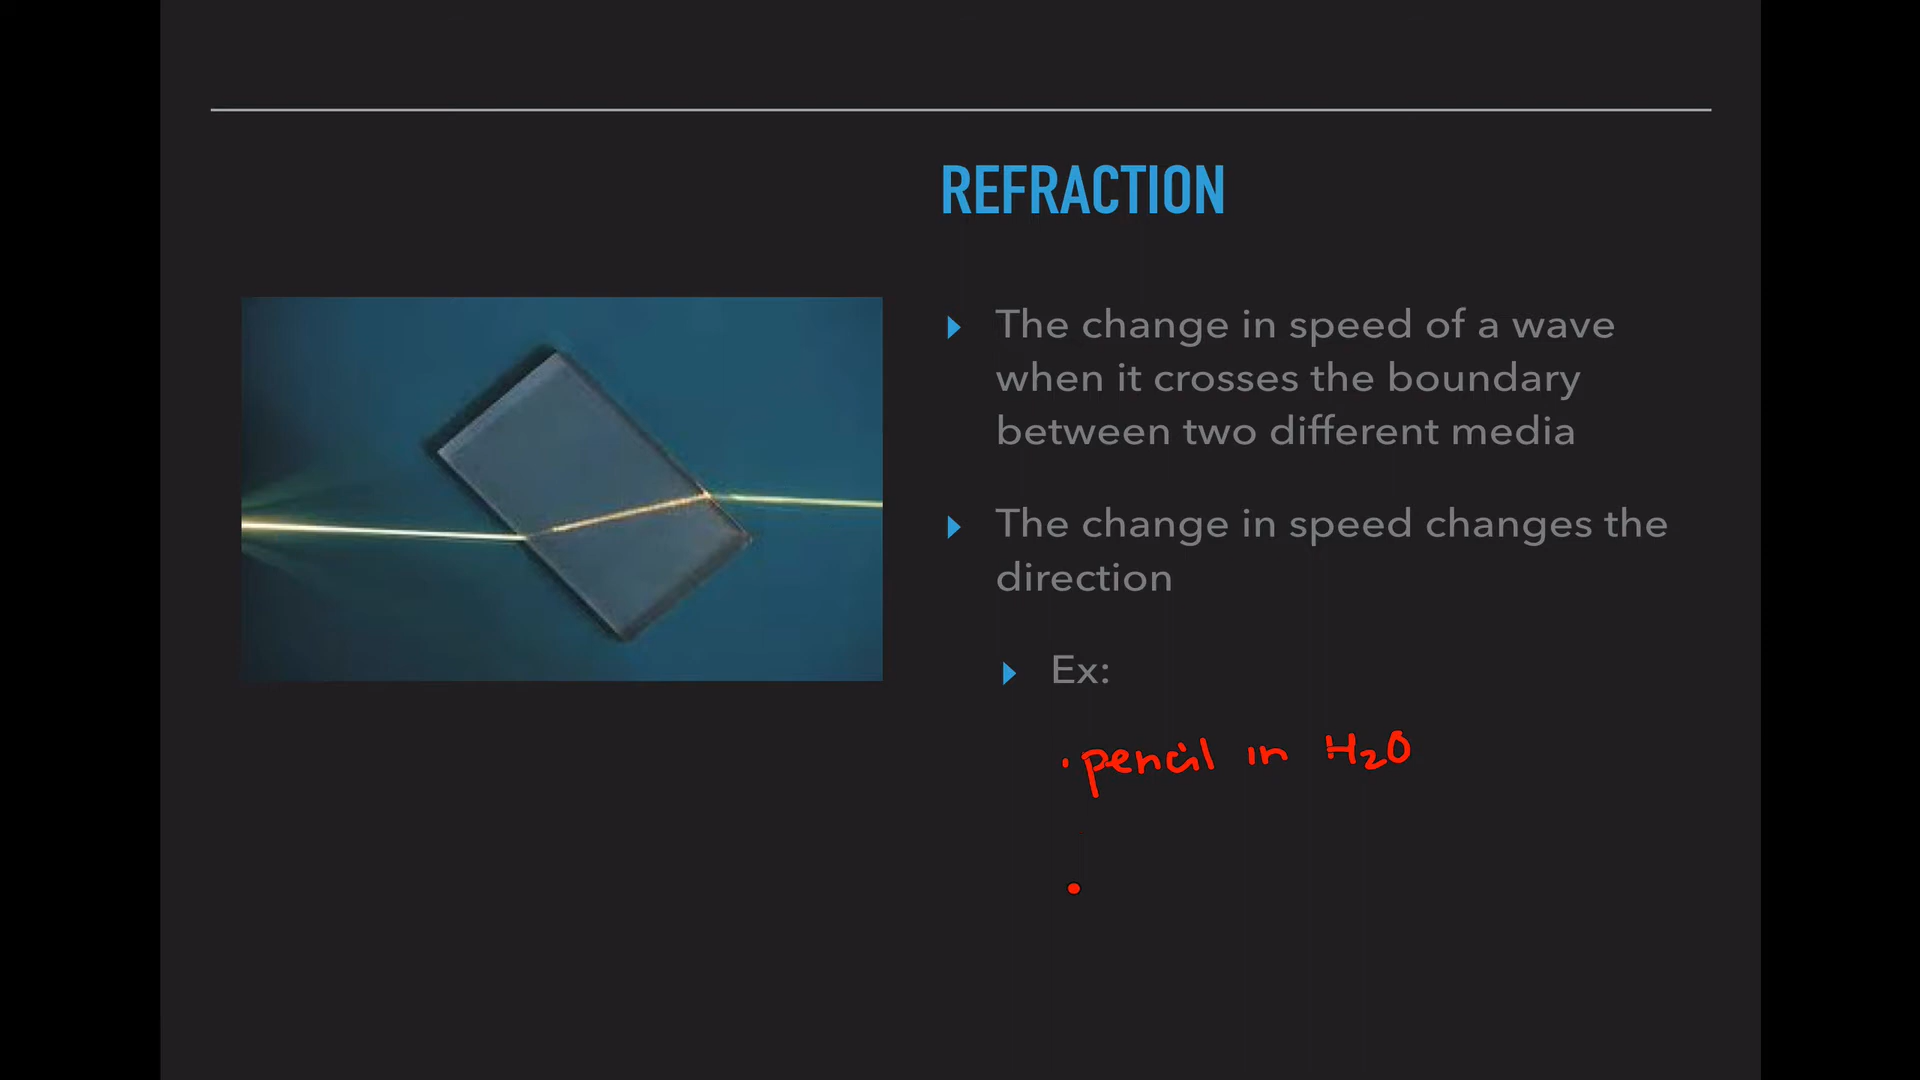 REFRACTION
The change in speed of a wave
when it crosses the boundary
between two different media
The change in speed changes the
direction
Ex:
• pencil in H₂O
•